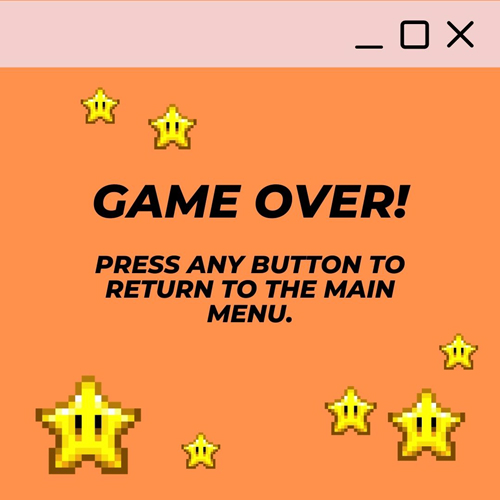 GAME OVER!
PRESS ANY BUTTON TO
RETURN TO THE MAIN
MENU.